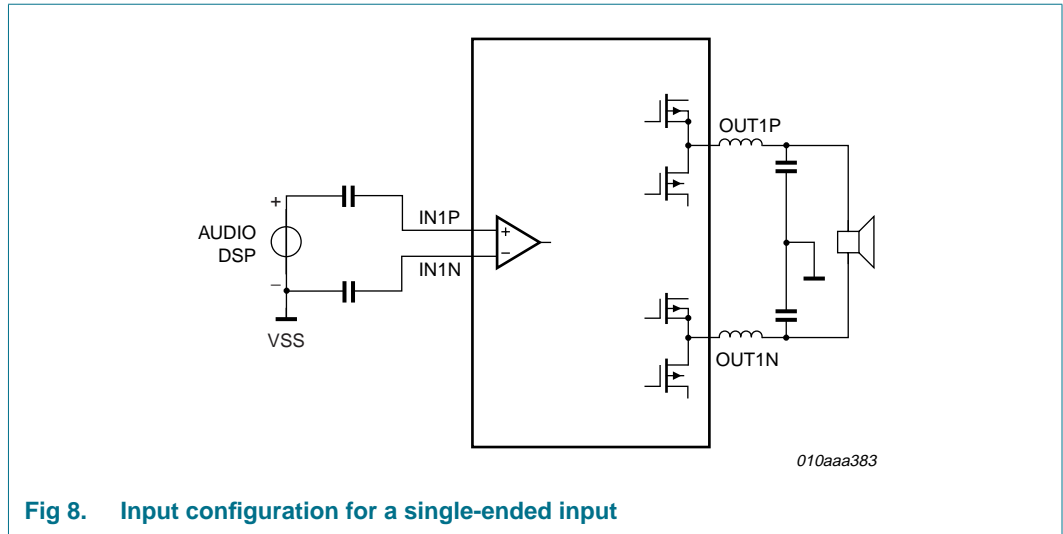 OUT1P
+
IN1P
AUDIO
DSP
+
−
IN1N
−
VSS
OUT1N
010aaa383
Fig 8. Input configuration for a single-ended input